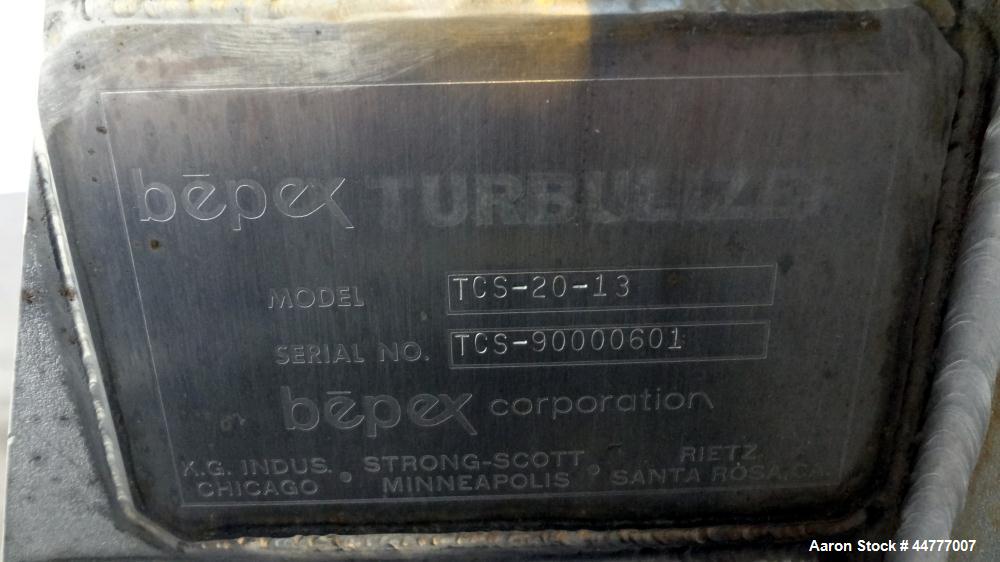 bēpex TURBULIZER
MODEL TCS-20-13
SERIAL NO. TCS-90000601
bēpex corporation
K.G. INDUS. • STRONG-SCOTT • RIETZ
CHICAGO MINNEAPOLIS SANTA ROSA, CA.
Aaron Stock # 44777007